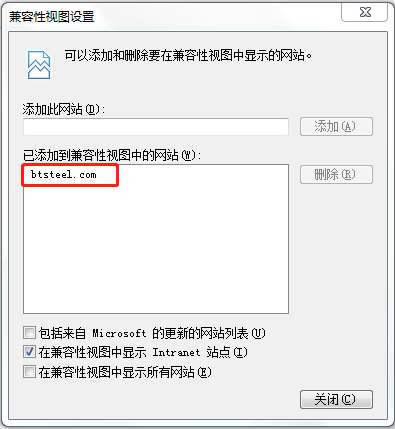 兼容性视图设置
可以添加和删除要在兼容性视图中显示的网站。
添加此网站(D):
添加(A)
已添加到兼容性视图中的网站(W):
btsteel.com
删除(R)
包括来自 Microsoft 的更新的网站列表(U)
在兼容性视图中显示 Intranet 站点(I)
在兼容性视图中显示所有网站(E)
关闭(C)